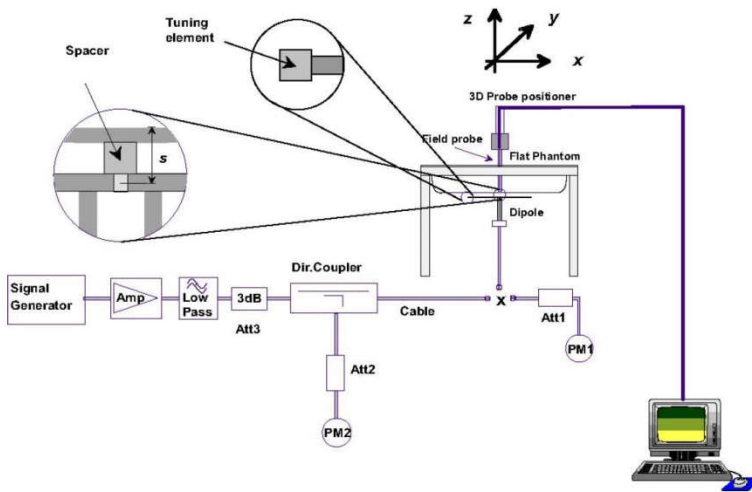 Tuning
element
Spacer
s
z
y
x
3D Probe positioner
Field probe
Flat Phantom
Dipole
Signal
Generator
Amp
Low
Pass
3dB
Att3
Dir.Coupler
Cable
x
Att1
PM1
Att2
PM2